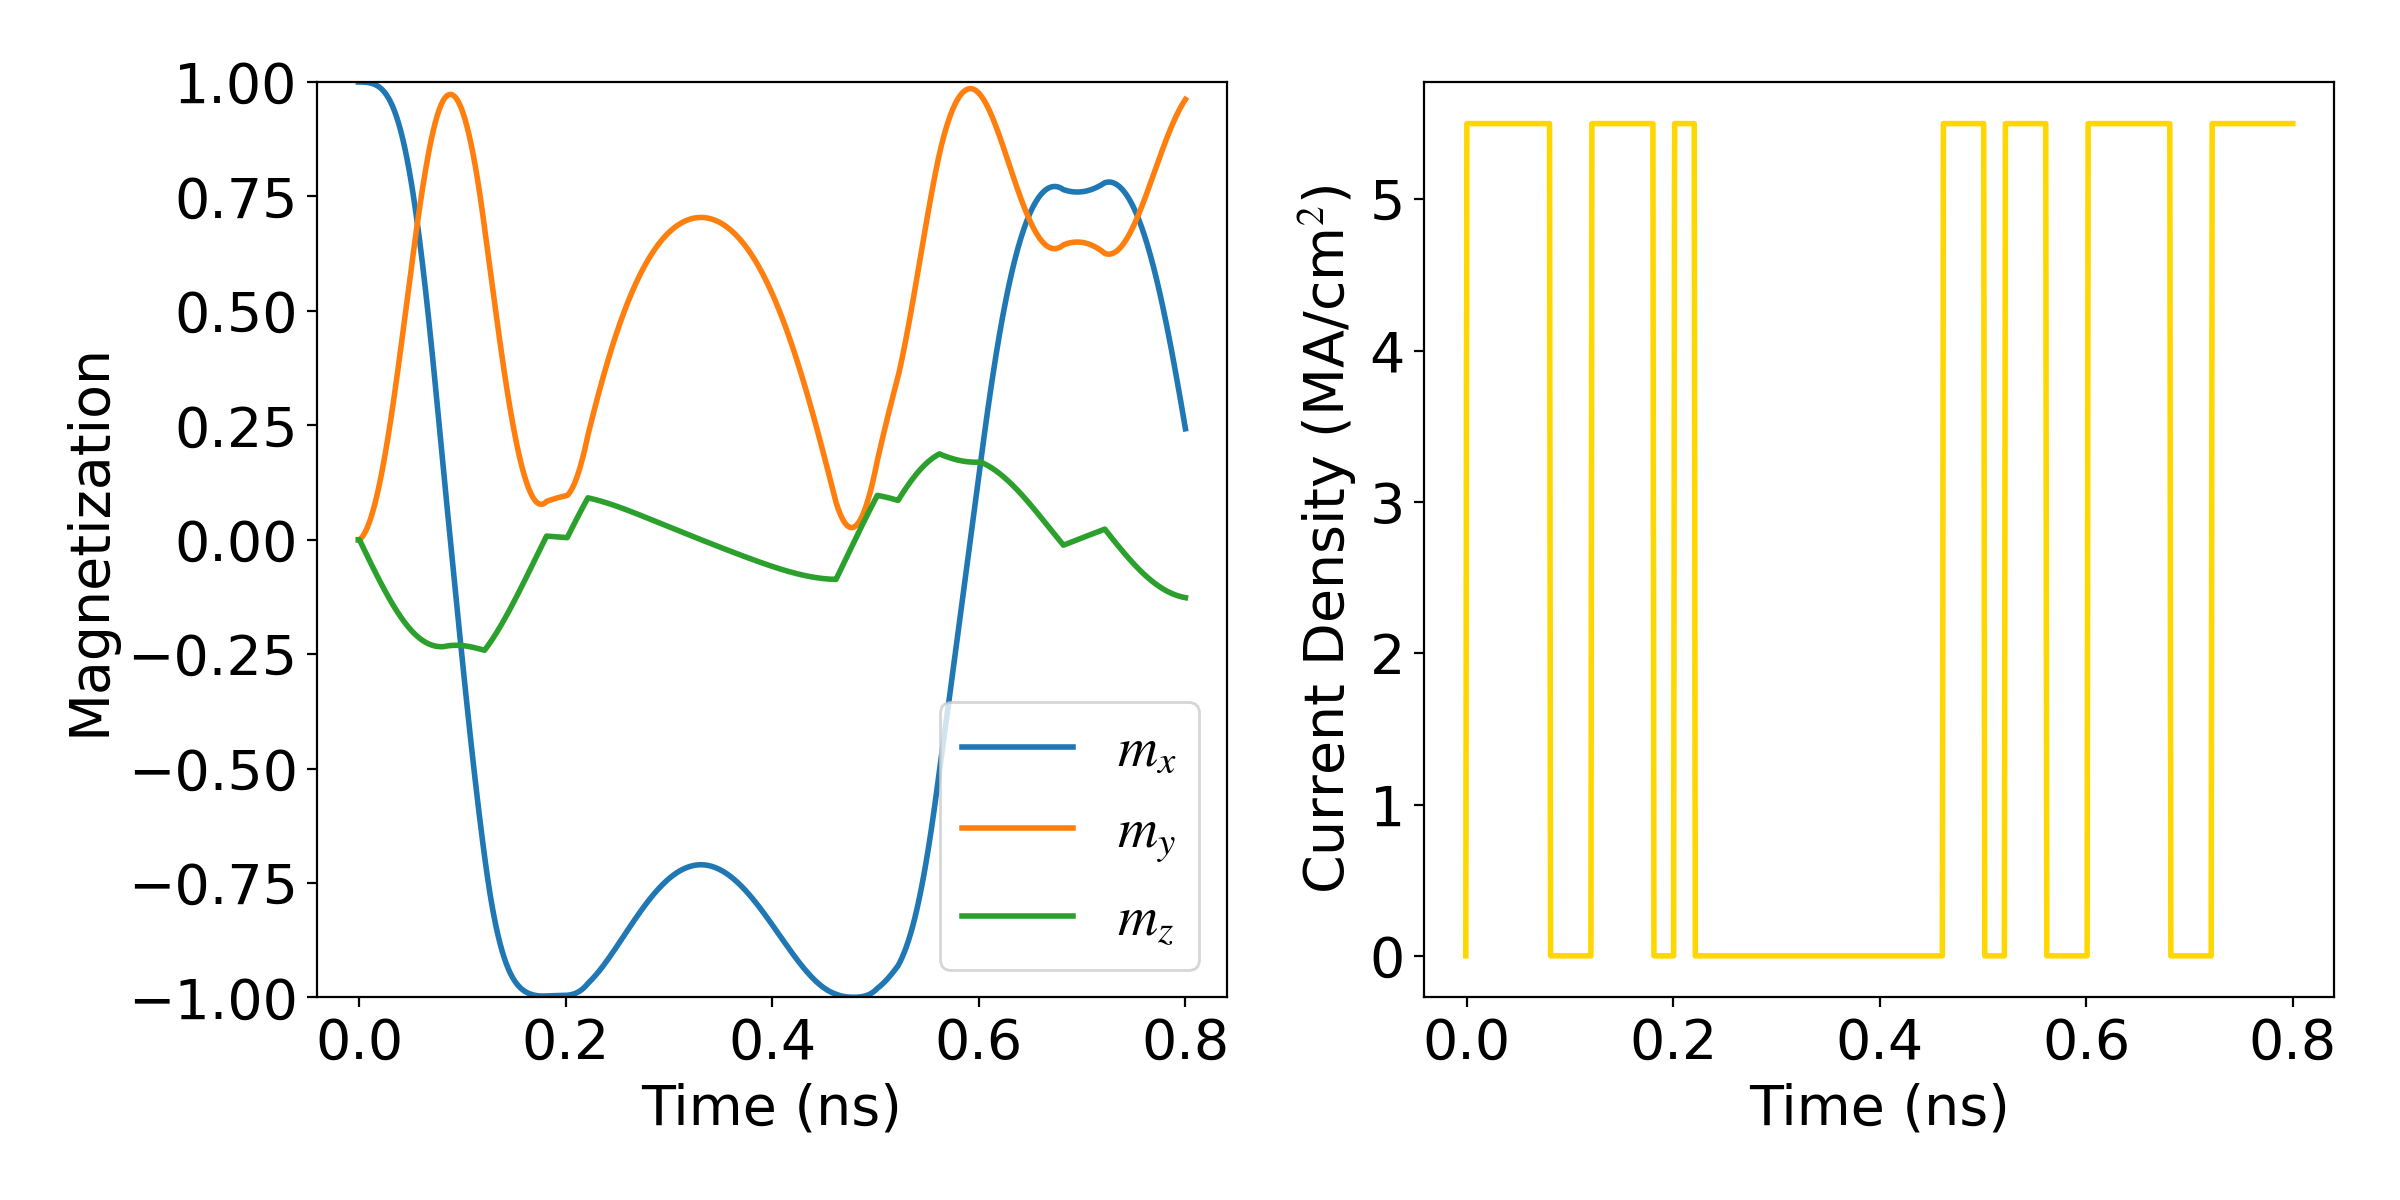 Magnetization
1.00
0.75
0.50
0.25
0.00
−0.25
−0.50
−0.75
−1.00
0.0 0.2 0.4 0.6 0.8
Time (ns)
m_x
m_y
m_z
Current Density (MA/cm²)
5
4
3
2
1
0
0.0 0.2 0.4 0.6 0.8
Time (ns)